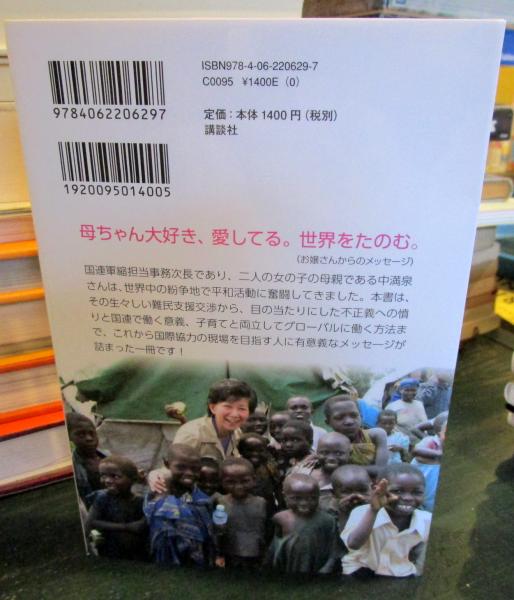 ISBN978-4-06-220629-7
C0095 ¥1400E (0)
9784062206297
定価：本体1400円（税別）
講談社
1920095014005
母ちゃん大好き、愛してる。世界をたのむ。
（お嬢さんからのメッセージ）
国連軍縮担当事務次長であり、二人の女の子の母親である中満泉
さんは、世界中の紛争地で平和活動に奮闘してきました。本書は、
その生々しい難民支援交渉から、目の当たりにした不正義への憤
りと国連で働く意義、子育てと両立してグローバルに働く方法ま
で、これから国際協力の現場を目指す人に有意義なメッセージが
詰まった一冊です！